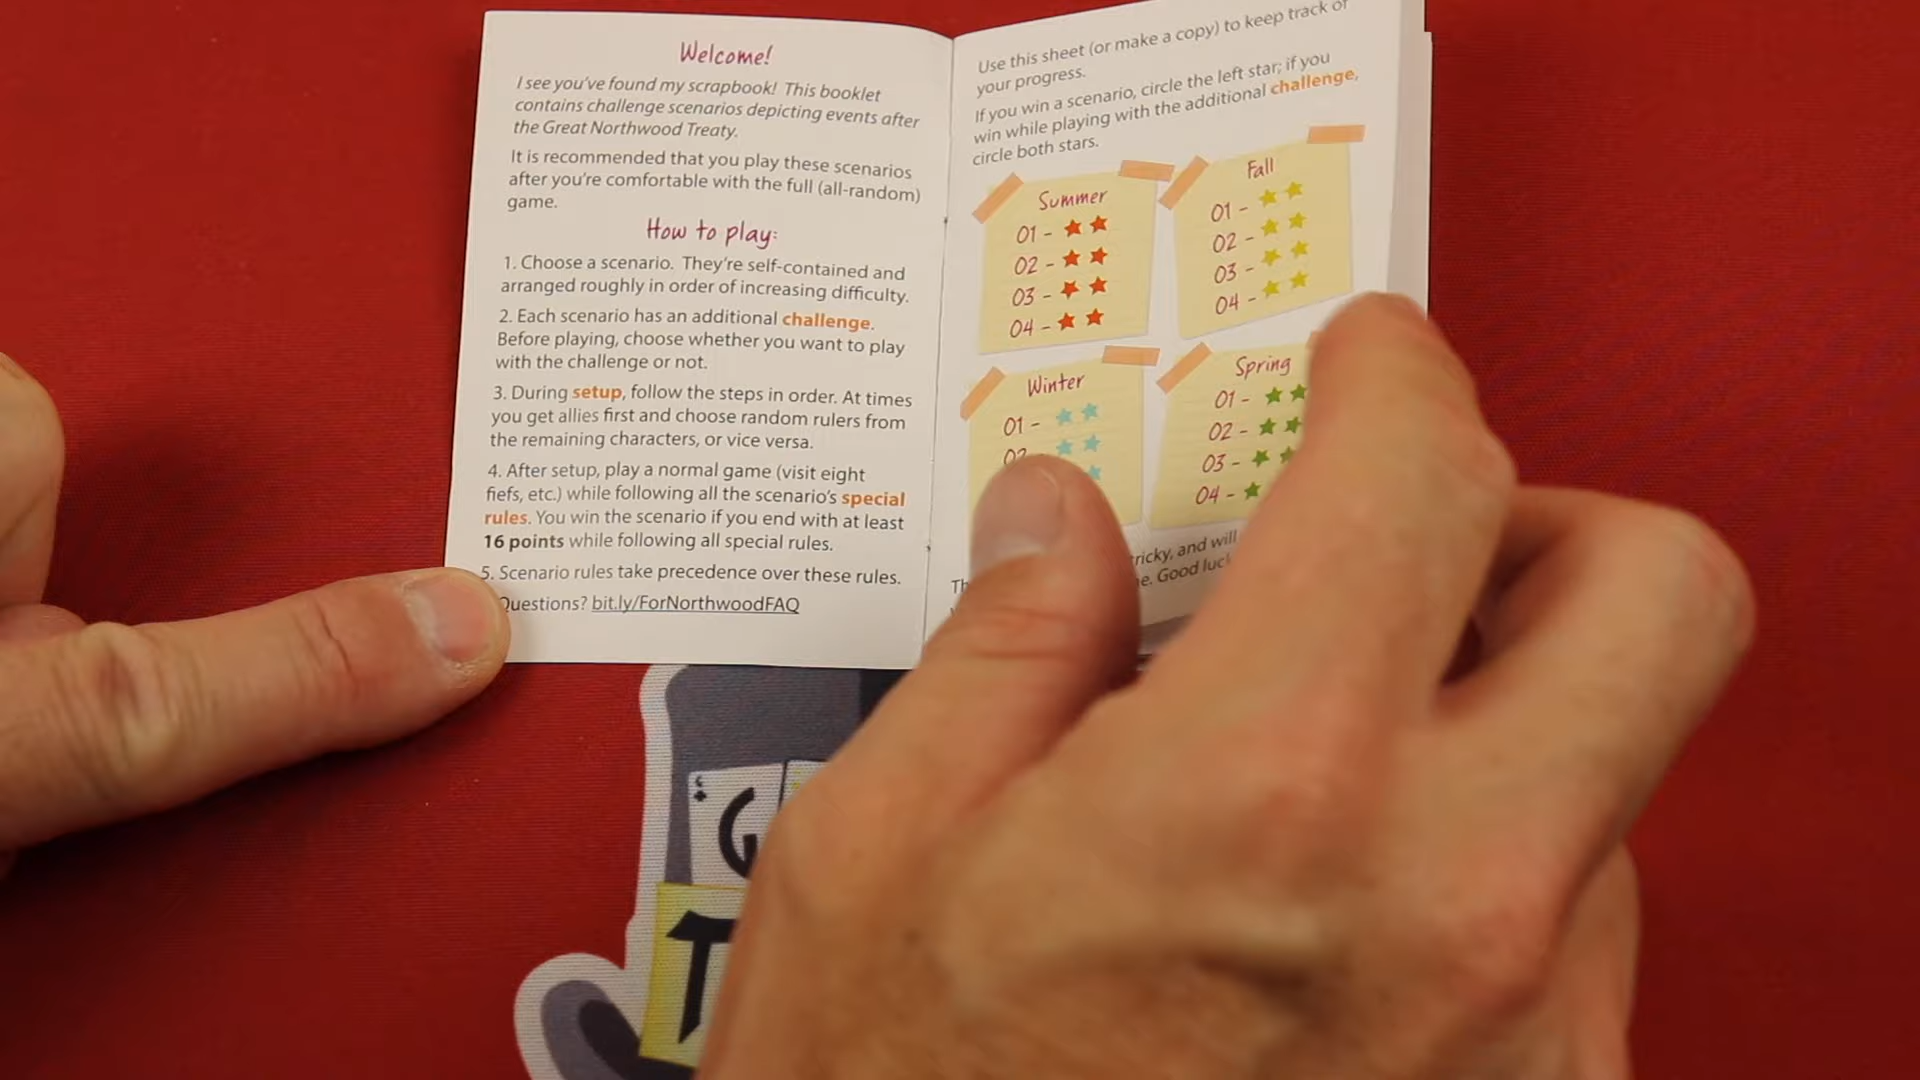 Welcome!
I see you've found my scrapbook! This booklet
contains challenge scenarios depicting events after
the Great Northwood Treaty.
It is recommended that you play these scenarios
after you're comfortable with the full (all-random)
game.
How to play:
1. Choose a scenario. They're self-contained and
arranged roughly in order of increasing difficulty.
2. Each scenario has an additional challenge.
Before playing, choose whether you want to play
with the challenge or not.
3. During setup, follow the steps in order. At times
you get allies first and choose random rulers from
the remaining characters, or vice versa.
4. After setup, play a normal game (visit eight
fiefs, etc.) while following all the scenario's special
rules. You win the scenario if you end with at least
16 points while following all special rules.
5. Scenario rules take precedence over these rules.
Questions? bit.ly/ForNorthwoodFAQ
Use this sheet (or make a copy) to keep track of
your progress.
If you win a scenario, circle the left star; if you
win while playing with the additional challenge,
circle both stars.
Summer
01 -
02 -
03 -
04 -
Fall
01 -
02 -
03 -
04 -
Winter
01 -
02
Spring
01 -
02 -
03 -
04 -
tricky, and will
Good luc
G
T